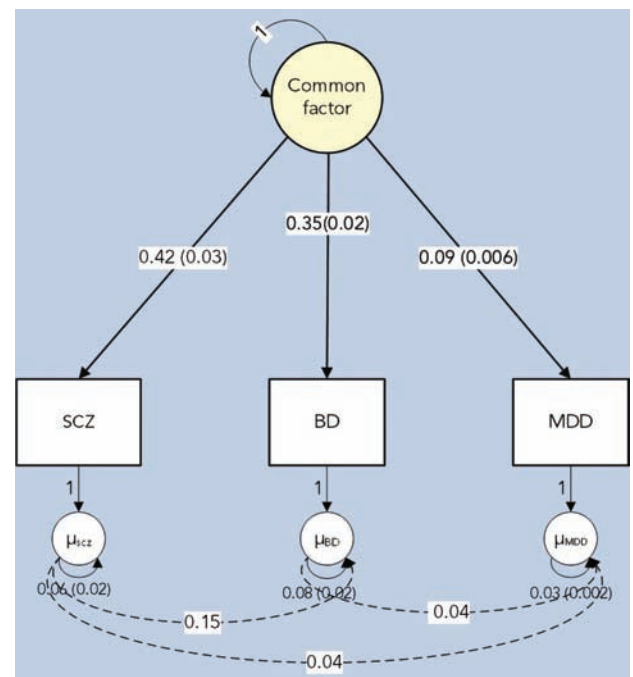 1
Common
factor
0.42 (0.03)
0.35(0.02)
0.09 (0.006)
SCZ
BD
MDD
1
1
1
μSCZ
μBD
μMDD
0.06 (0.02)
0.08 (0.02)
0.03 (0.002)
0.15
0.04
0.04